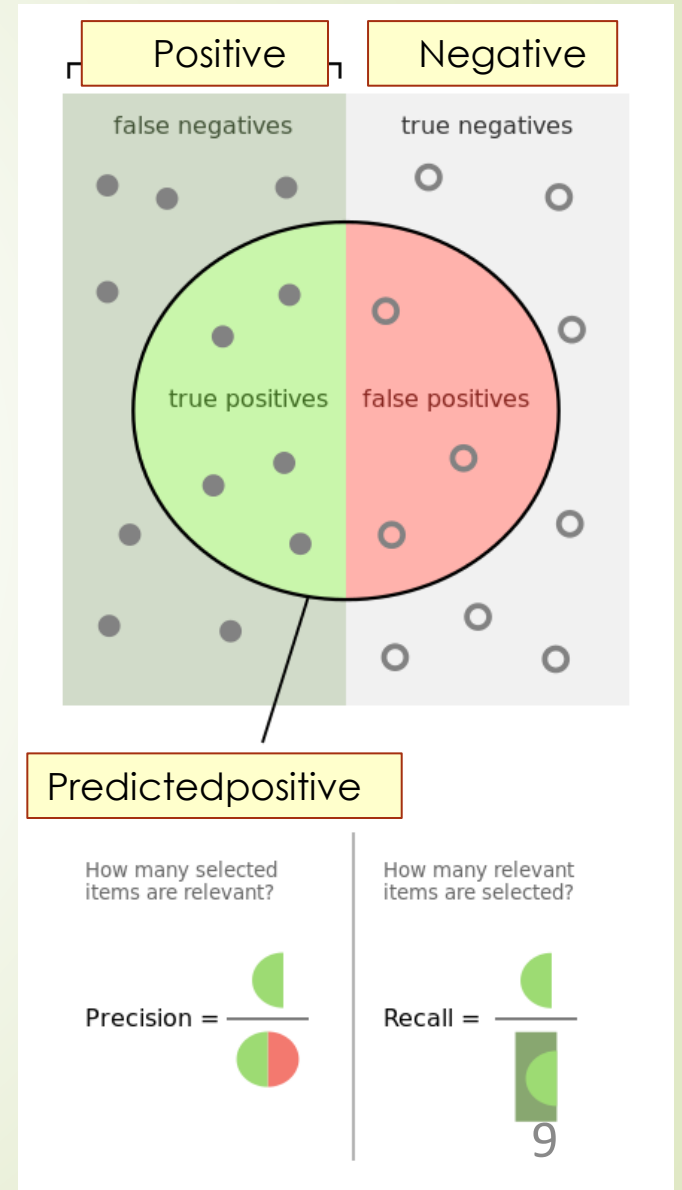 Positive
Negative
false negatives
true negatives
true positives
false positives
Predictedpositive
How many selected
items are relevant?
How many relevant
items are selected?
Precision =
Recall =
9